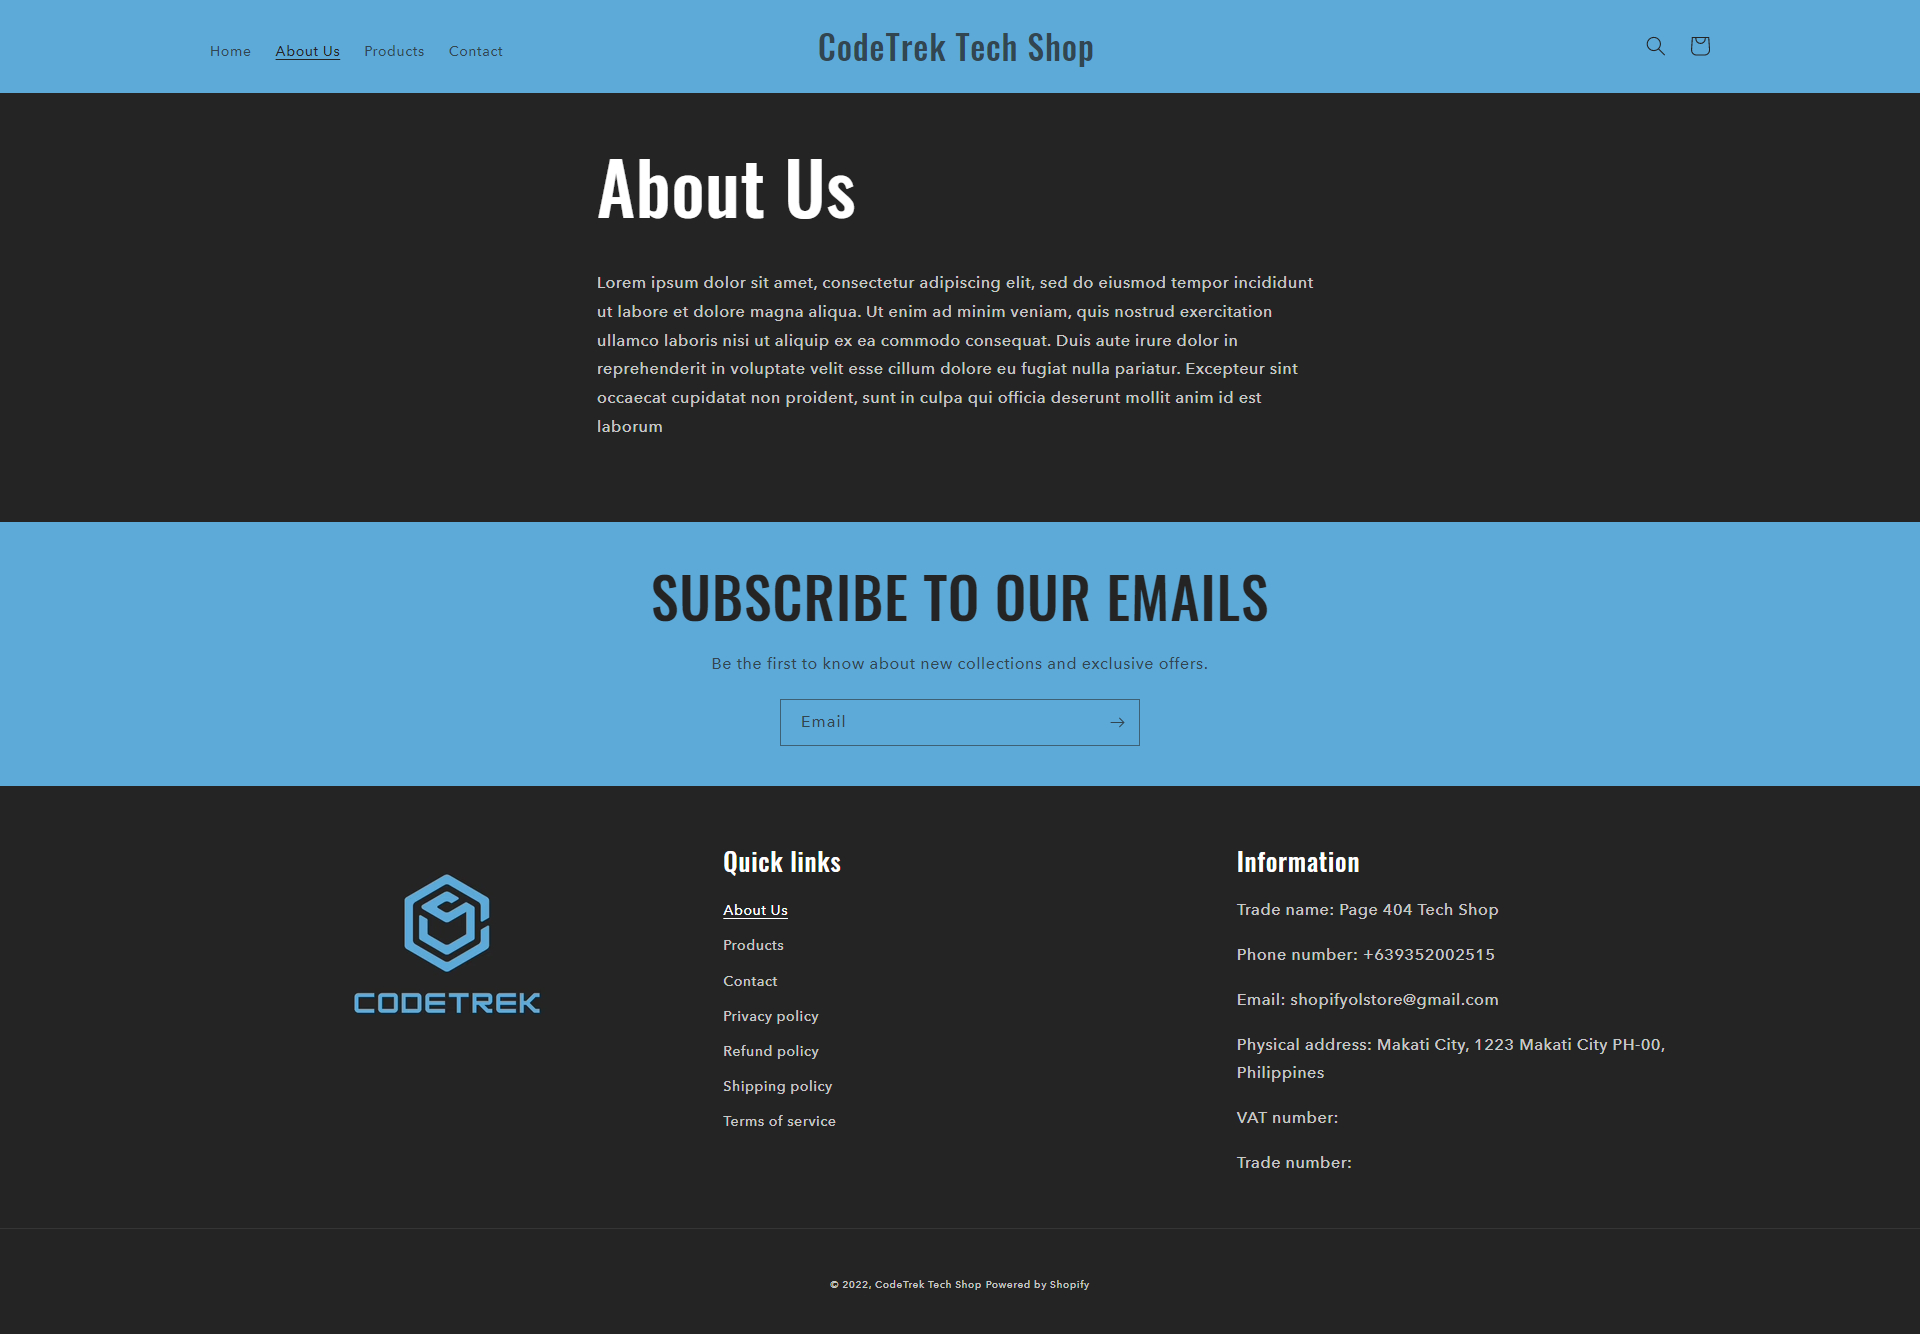 Home About Us Products Contact
CodeTrek Tech Shop
About Us
Lorem ipsum dolor sit amet, consectetur adipiscing elit, sed do eiusmod tempor incididunt
ut labore et dolore magna aliqua. Ut enim ad minim veniam, quis nostrud exercitation
ullamco laboris nisi ut aliquip ex ea commodo consequat. Duis aute irure dolor in
reprehenderit in voluptate velit esse cillum dolore eu fugiat nulla pariatur. Excepteur sint
occaecat cupidatat non proident, sunt in culpa qui officia deserunt mollit anim id est
laborum
SUBSCRIBE TO OUR EMAILS
Be the first to know about new collections and exclusive offers.
Email
CODETREK
Quick links
About Us
Products
Contact
Privacy policy
Refund policy
Shipping policy
Terms of service
Information
Trade name: Page 404 Tech Shop
Phone number: +639352002515
Email: shopifyolstore@gmail.com
Physical address: Makati City, 1223 Makati City PH-00,
Philippines
VAT number:
Trade number:
© 2022, CodeTrek Tech Shop Powered by Shopify